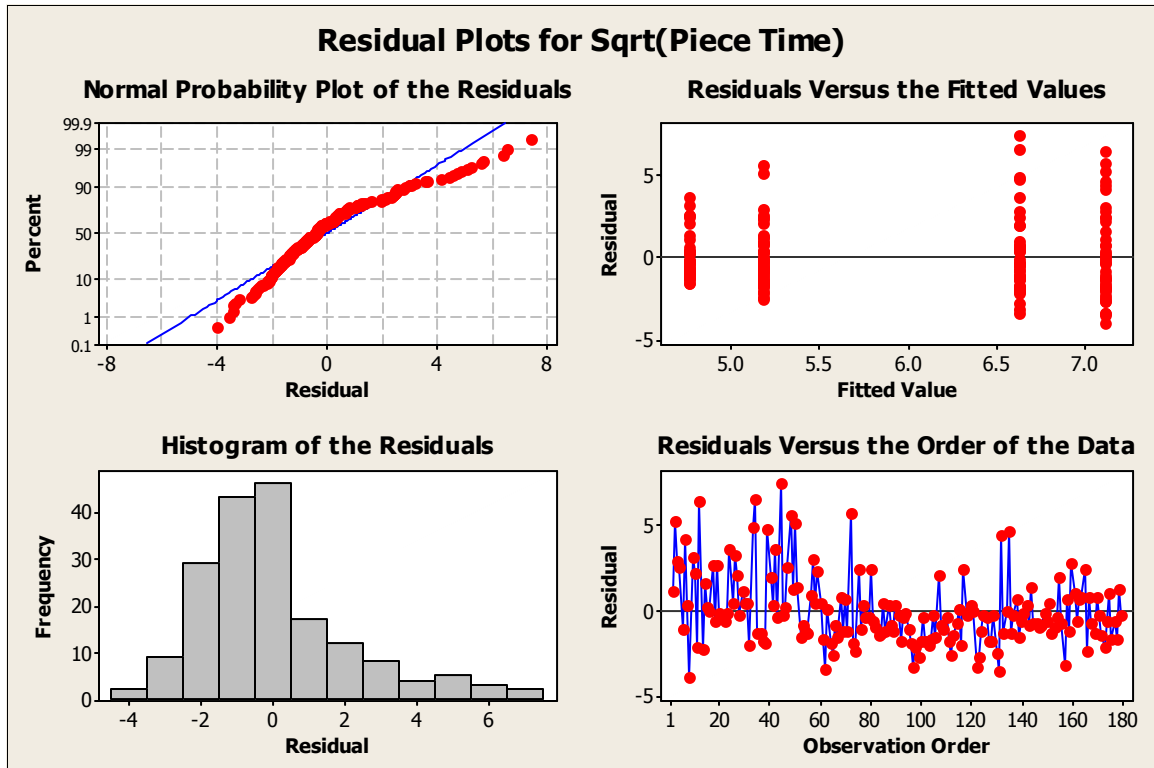 Residual Plots for Sqrt(Piece Time)
Normal Probability Plot of the Residuals
99.9
99
90
50
10
1
0.1
Percent
-8 -4 0 4 8
Residual
Residuals Versus the Fitted Values
5
0
-5
Residual
5.0 5.5 6.0 6.5 7.0
Fitted Value
Histogram of the Residuals
40
30
20
10
0
Frequency
-4 -2 0 2 4 6
Residual
Residuals Versus the Order of the Data
5
0
-5
Residual
1 20 40 60 80 100 120 140 160 180
Observation Order